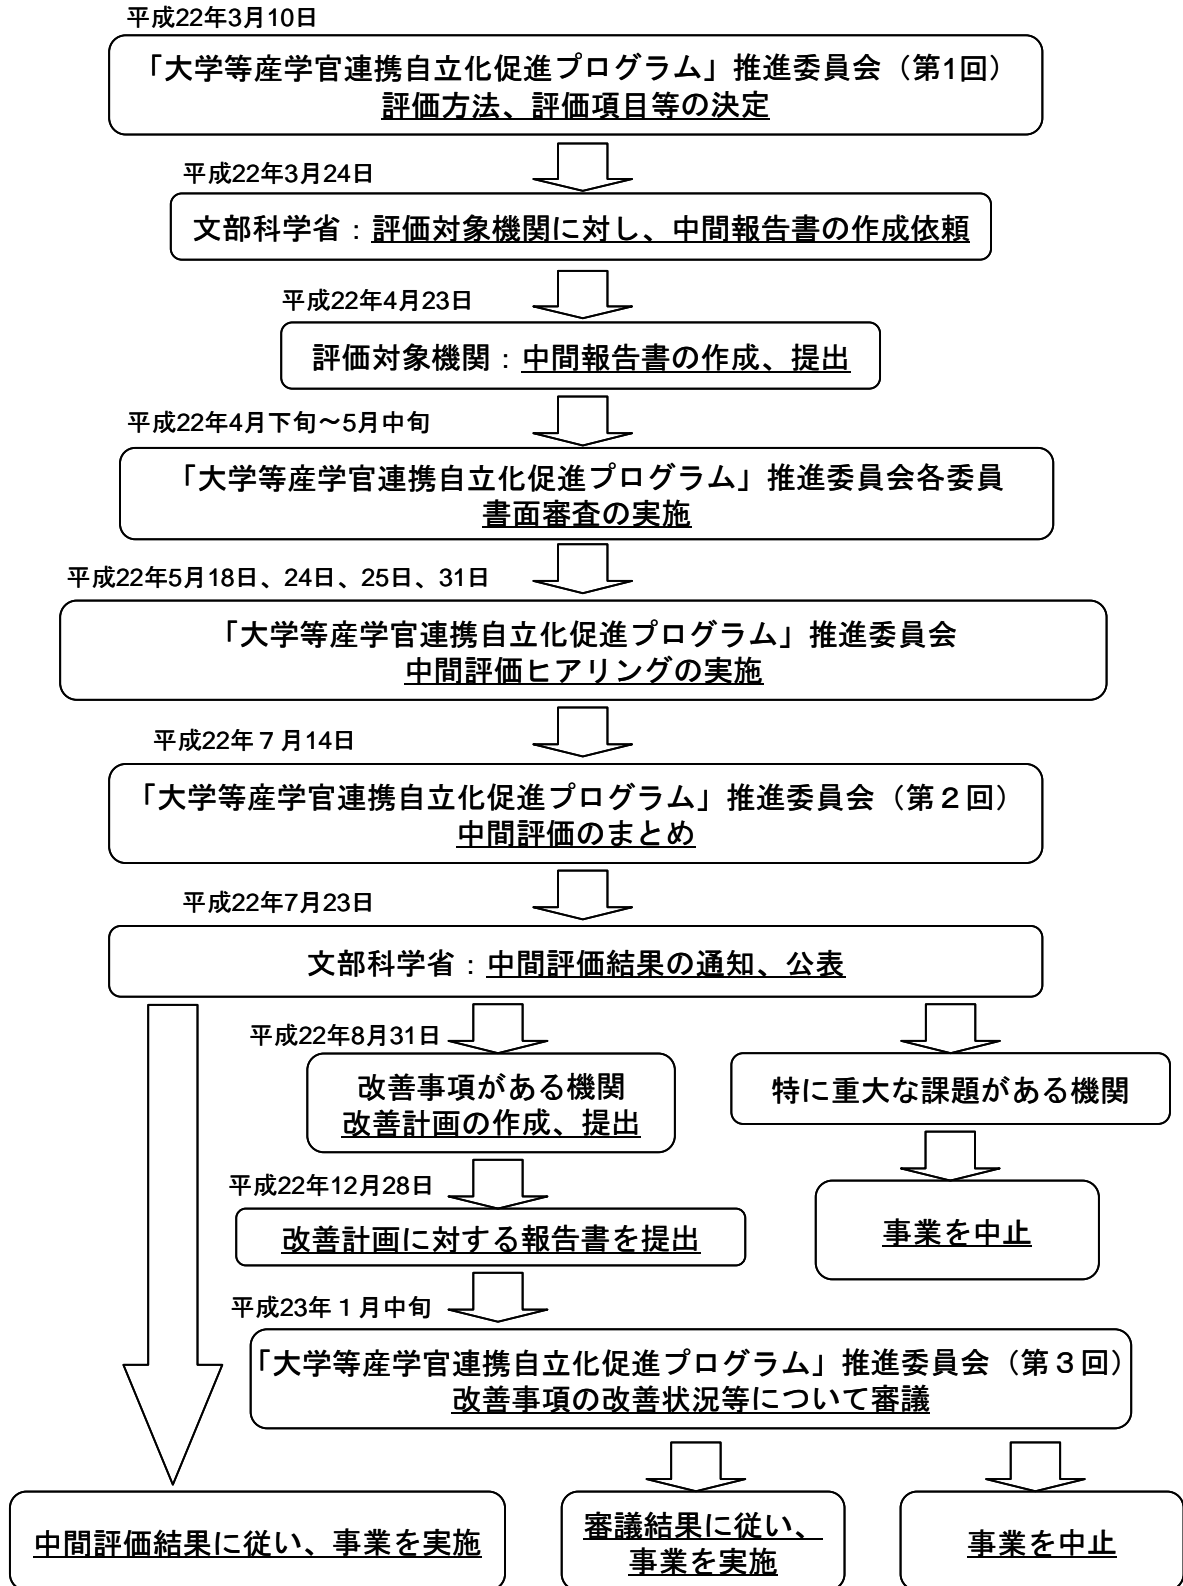 平成22年3月10日
「大学等産学官連携自立化促進プログラム」推進委員会（第1回）
評価方法、評価項目等の決定
平成22年3月24日
文部科学省：評価対象機関に対し、中間報告書の作成依頼
平成22年4月23日
評価対象機関：中間報告書の作成、提出
平成22年4月下旬～5月中旬
「大学等産学官連携自立化促進プログラム」推進委員会各委員
書面審査の実施
平成22年5月18日、24日、25日、31日
「大学等産学官連携自立化促進プログラム」推進委員会
中間評価ヒアリングの実施
平成22年７月14日
「大学等産学官連携自立化促進プログラム」推進委員会（第２回）
中間評価のまとめ
平成22年7月23日
文部科学省：中間評価結果の通知、公表
平成22年8月31日
改善事項がある機関
改善計画の作成、提出
特に重大な課題がある機関
平成22年12月28日
改善計画に対する報告書を提出
事業を中止
平成23年１月中旬
「大学等産学官連携自立化促進プログラム」推進委員会（第３回）
改善事項の改善状況等について審議
中間評価結果に従い、事業を実施
審議結果に従い、
事業を実施
事業を中止